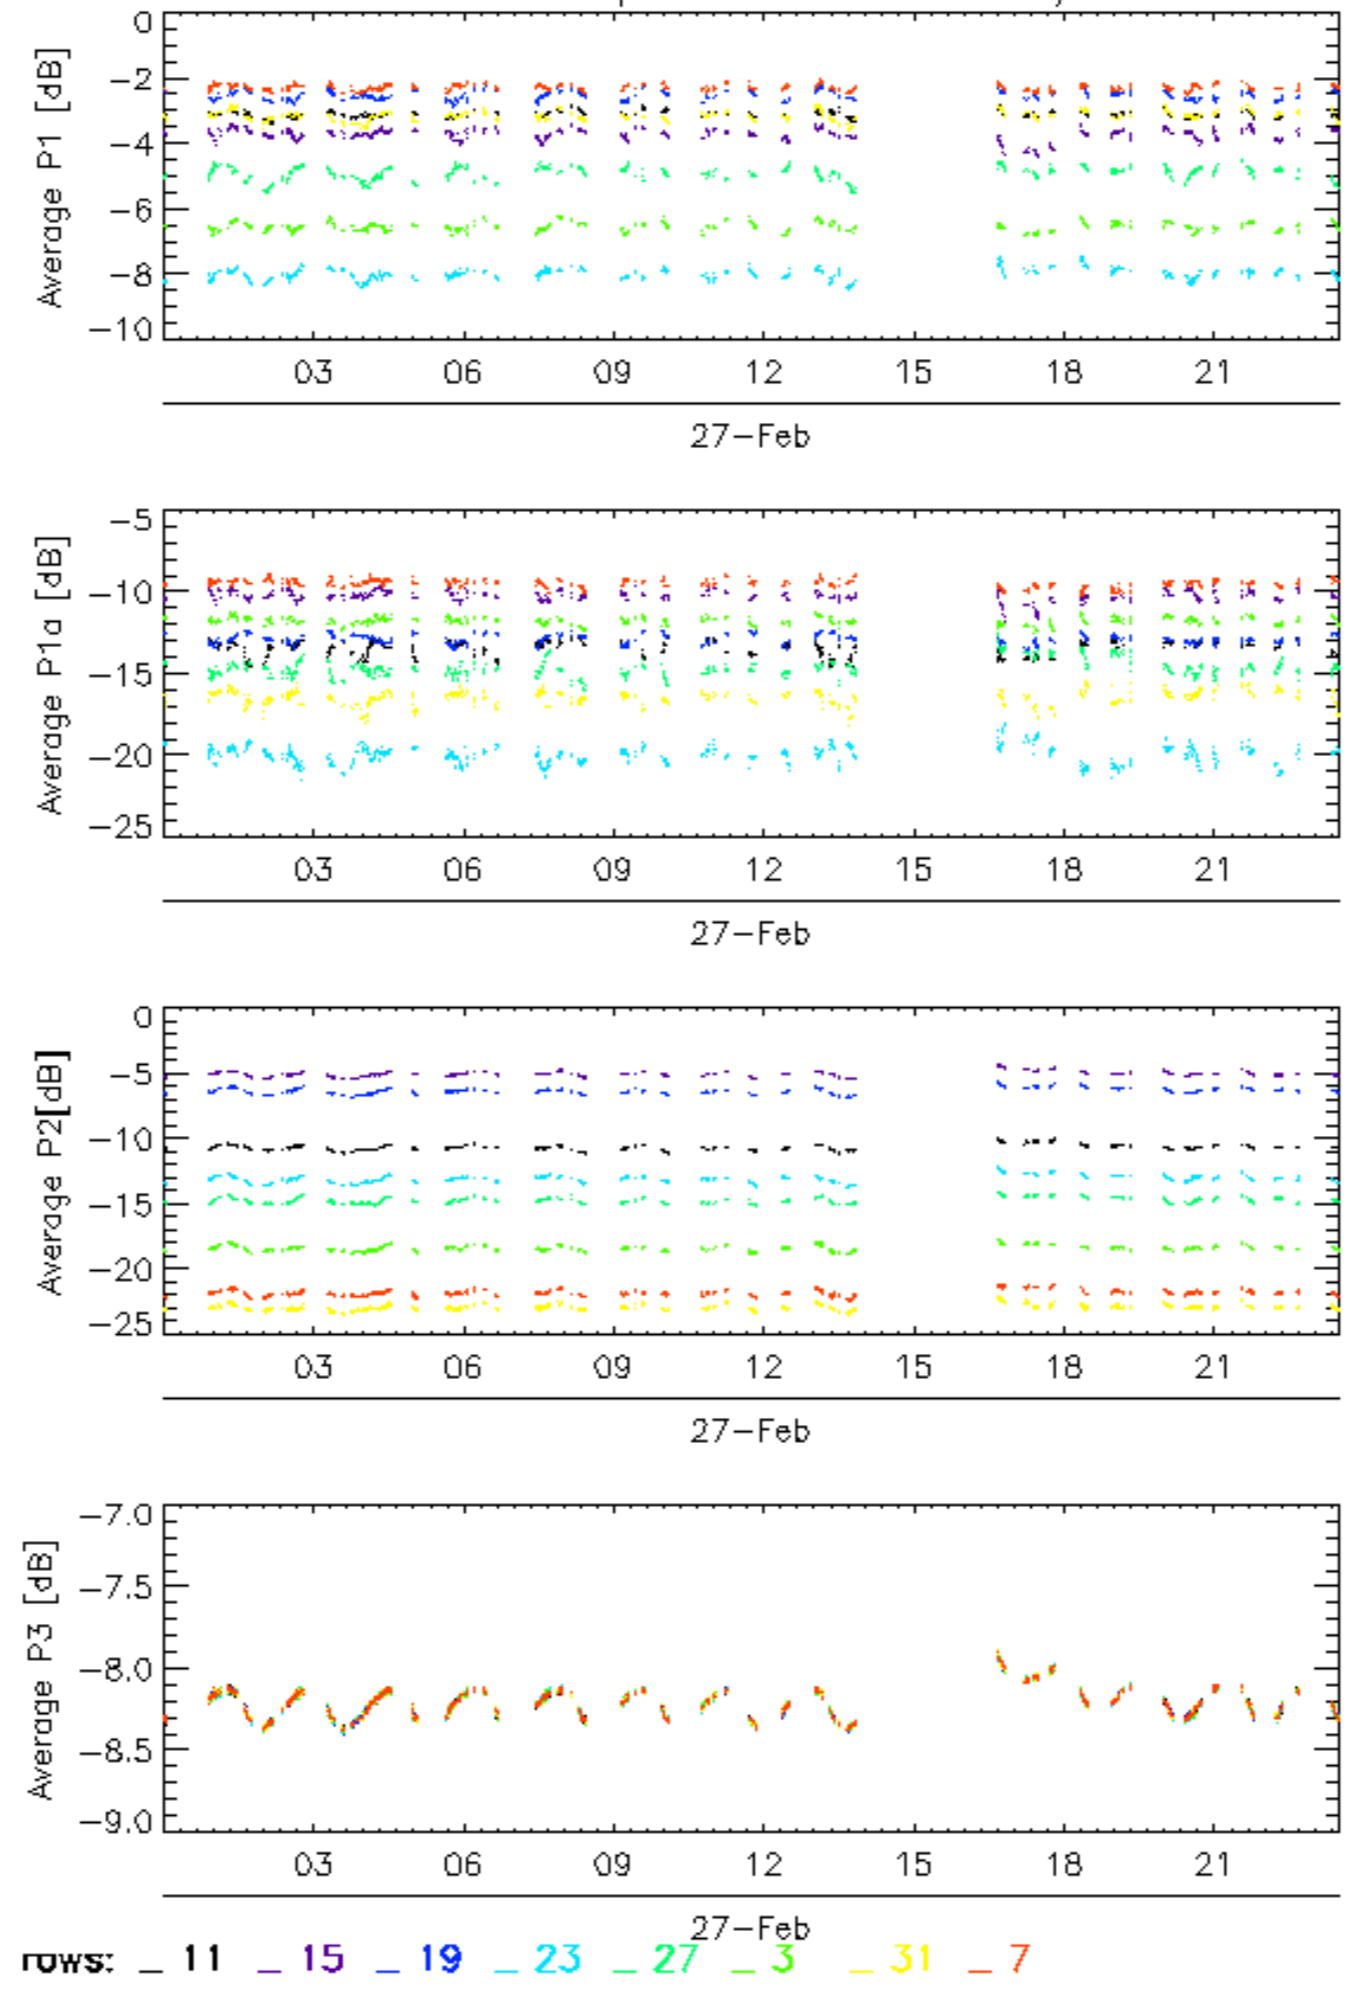 0
−2
−4
−6
−8
−10
Average P1 [dB]
03 06 09 12 15 18 21
27−Feb
−5
−10
−15
−20
−25
Average P1a [dB]
03 06 09 12 15 18 21
27−Feb
0
−5
−10
−15
−20
−25
Average P2[dB]
03 06 09 12 15 18 21
27−Feb
−7.0
−7.5
−8.0
−8.5
−9.0
Average P3 [dB]
03 06 09 12 15 18 21
27−Feb
rows: _ 11 _ 15 _ 19 _ 23 _ 27 _ 3 _ 31 _ 7